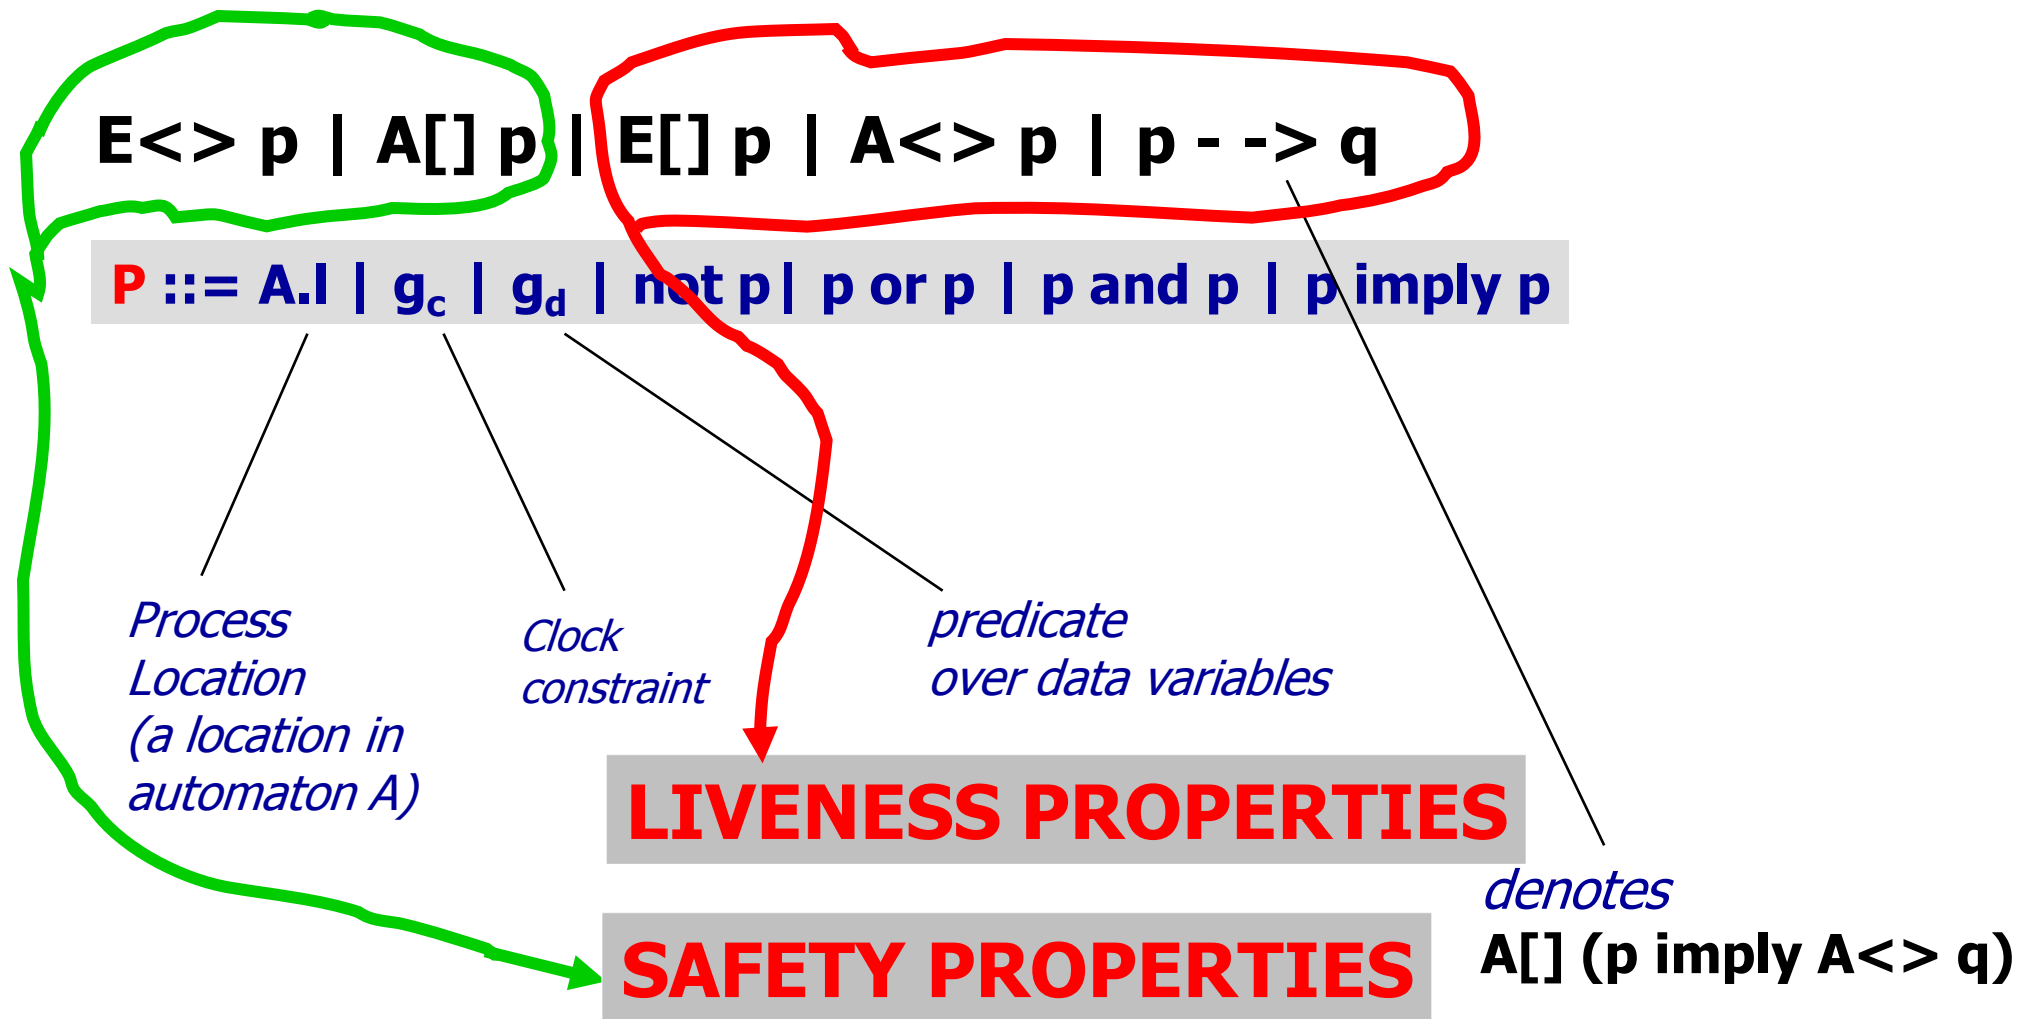 E<> p | A[] p | E[] p | A<> p | p - -> q
P ::= A.l | gc | gd | not p | p or p | p and p | p imply p
Process
Location
(a location in
automaton A)
Clock
constraint
predicate
over data variables
LIVENESS PROPERTIES
SAFETY PROPERTIES
denotes
A[] (p imply A<> q)